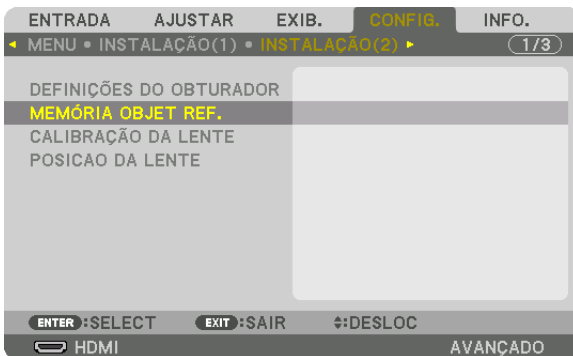 ENTRADA AJUSTAR EXIB. CONFIG. INFO.
MENU • INSTALAÇÃO(1) • INSTALAÇÃO(2) 1/3
DEFINIÇÕES DO OBTURADOR
MEMÓRIA OBJET REF.
CALIBRAÇÃO DA LENTE
POSICAO DA LENTE
ENTER :SELECT EXIT :SAIR :DESLOC
HDMI AVANÇADO